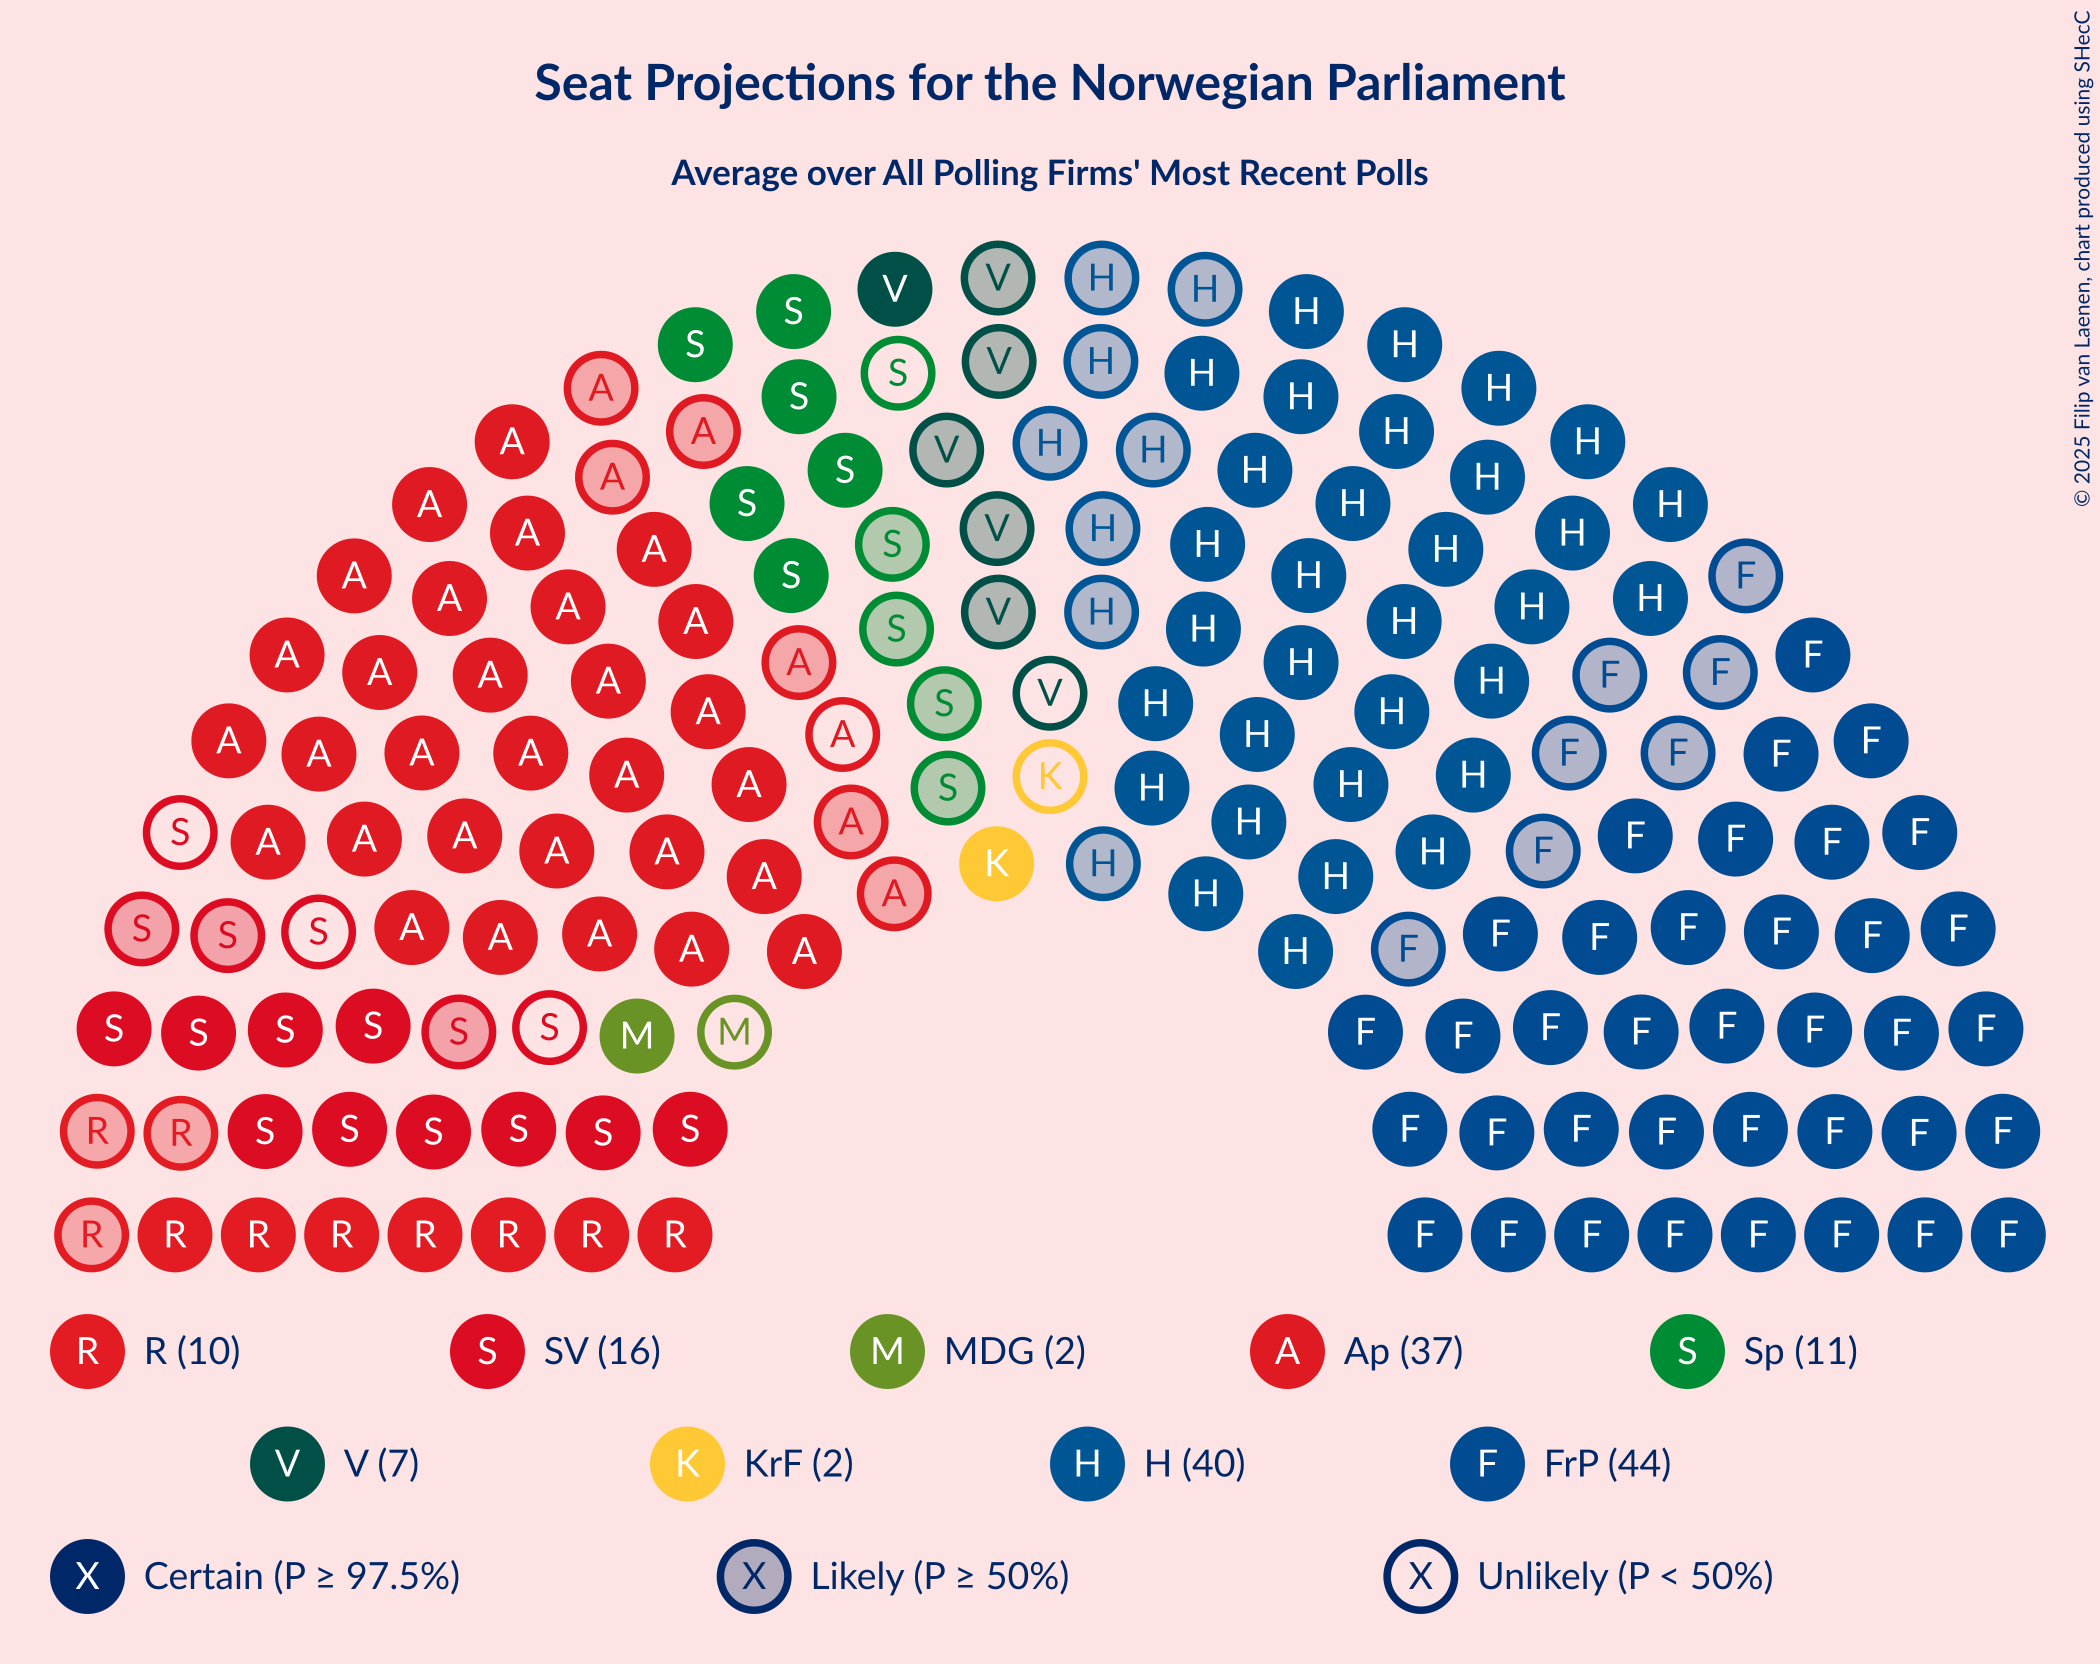 Seat Projections for the Norwegian Parliament
Average over All Polling Firms' Most Recent Polls
© 2025 Filip van Laenen, chart produced using SHecC
V V H H
S S H H
S V H
A S H H
A S V H H H
A A S H H
A S H H
A A S V H H H
A A H H F
A A S V H H H
A A S V H H H
A A A H H F
A A A S V H H H F F
A A A H H
A A A A S K H H H F F F F
S A A A A A A H H H F F F F F
A A K H H H
S S S A A A A A A H H F F F F F F F
S S S S S S M M F F F F F F F F
R R S S S S S S F F F F F F F F
R R R R R R R R F F F F F F F F
R R (10) S SV (16) M MDG (2) A Ap (37) S Sp (11)
V V (7) K KrF (2) H H (40) F FrP (44)
X Certain (P ≥ 97.5%) X Likely (P ≥ 50%) X Unlikely (P < 50%)